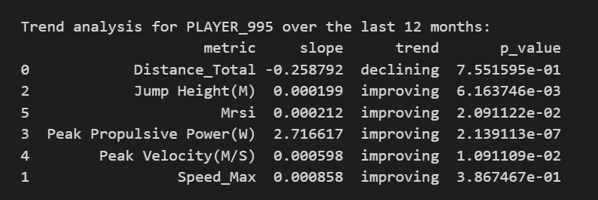 Trend analysis for PLAYER_995 over the last 12 months:
metric slope trend p_value
0 Distance_Total -0.258792 declining 7.551595e-01
2 Jump Height(M) 0.000199 improving 6.163746e-03
5 Mrsi 0.000212 improving 2.091122e-02
3 Peak Propulsive Power(W) 2.716617 improving 2.139113e-07
4 Peak Velocity(M/S) 0.000598 improving 1.091109e-02
1 Speed_Max 0.000858 improving 3.867467e-01